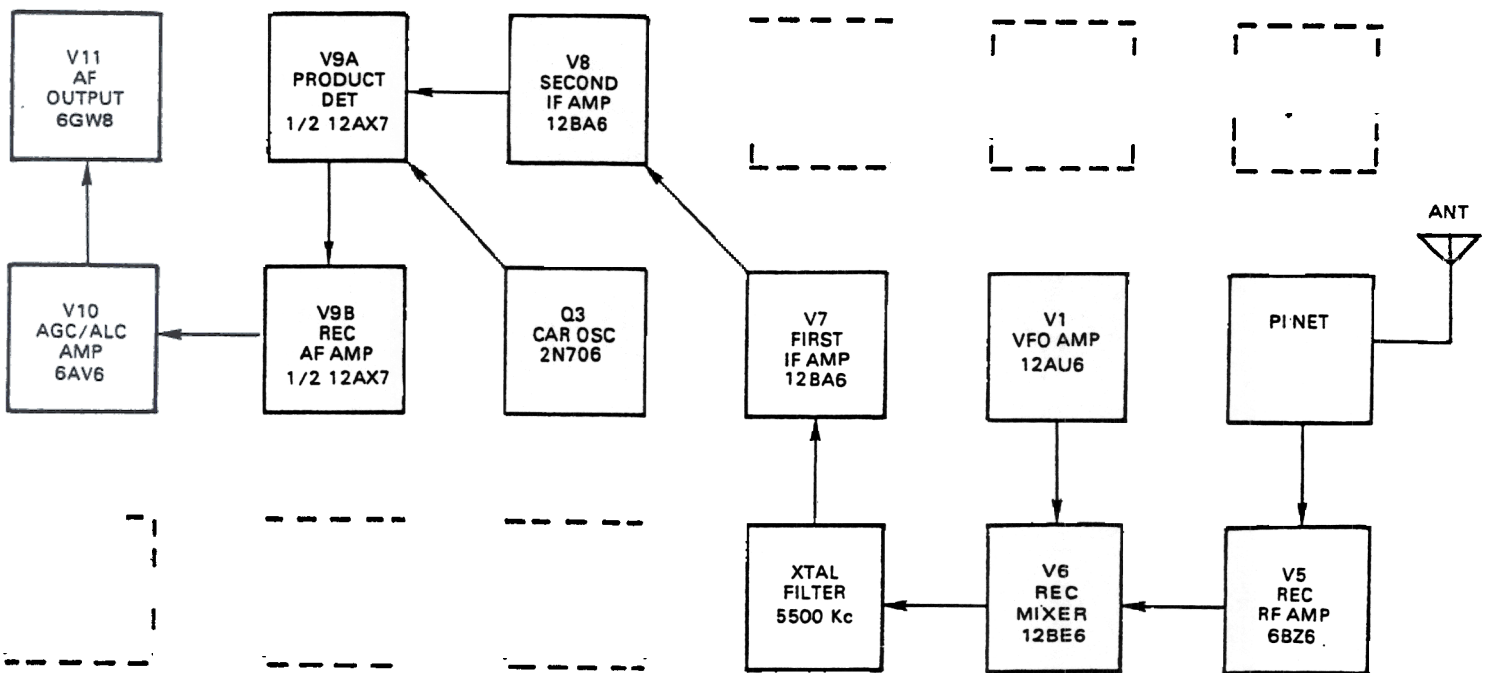 V11
AF
OUTPUT
6GW8
V9A
PRODUCT
DET
1/2 12AX7
V8
SECOND
IF AMP
12BA6
ANT
V10
AGC/ALC
AMP
6AV6
V9B
REC
AF AMP
1/2 12AX7
Q3
CAR OSC
2N706
V7
FIRST
IF AMP
12BA6
V1
VFO AMP
12AU6
PI NET
XTAL
FILTER
5500 Kc
V6
REC
MIXER
12BE6
V5
REC
RF AMP
6BZ6